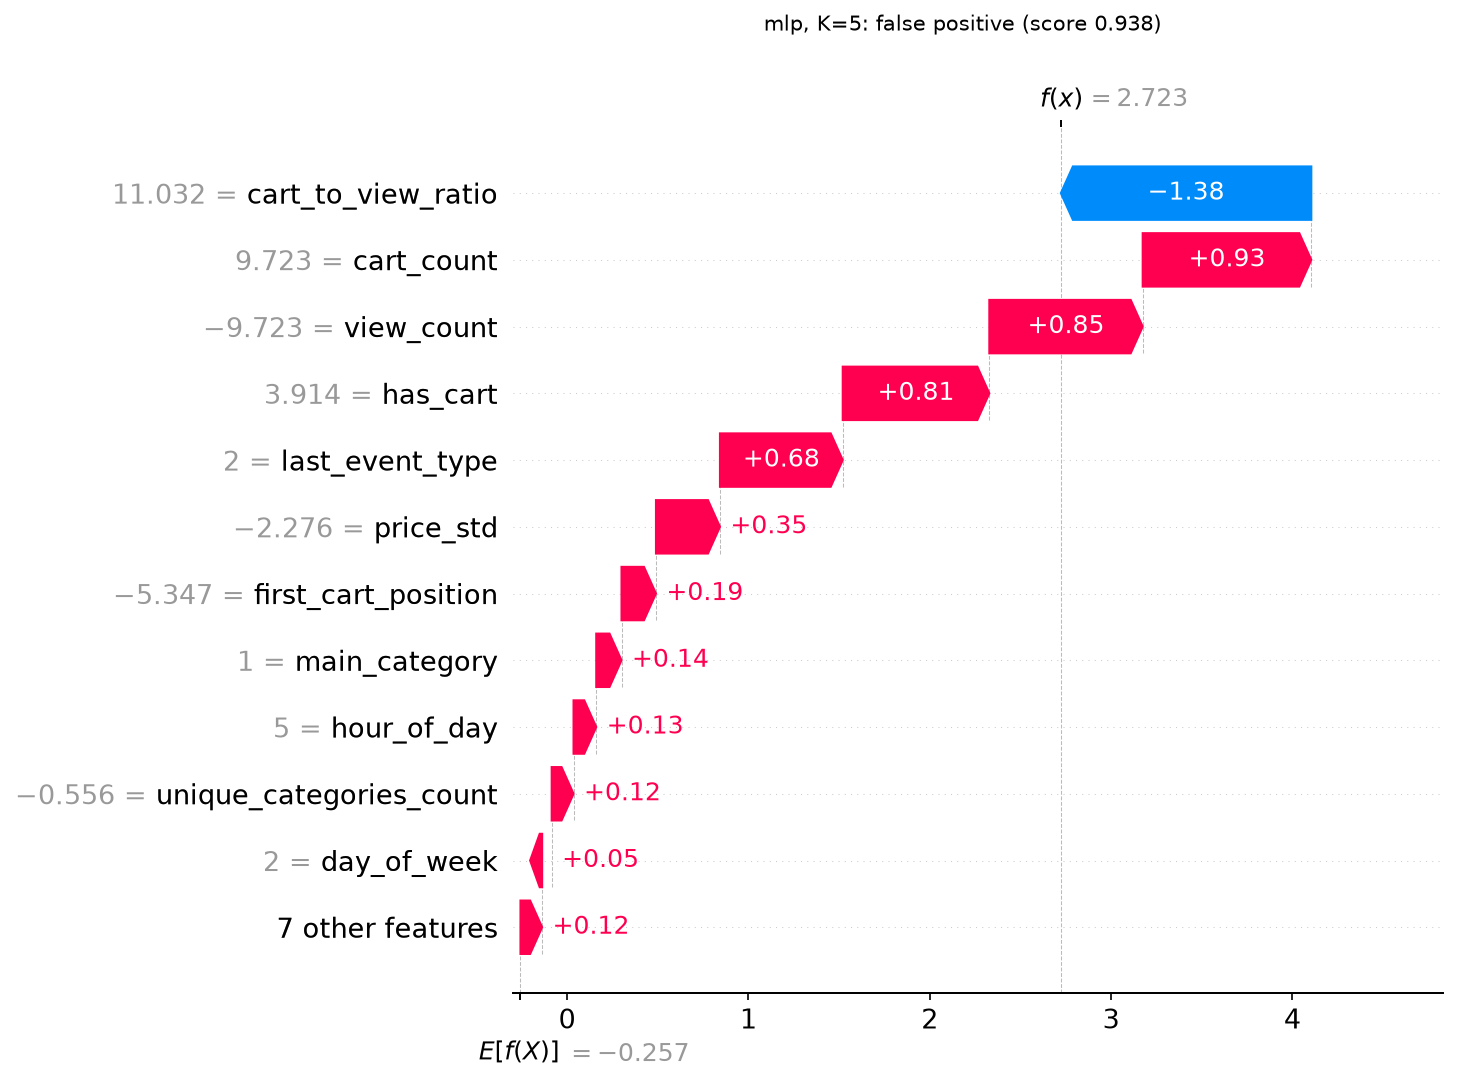 mlp, K=5: false positive (score 0.938)
f(x) = 2.723
11.032 = cart_to_view_ratio
−1.38
9.723 = cart_count
+0.93
−9.723 = view_count
+0.85
3.914 = has_cart
+0.81
2 = last_event_type
+0.68
−2.276 = price_std
+0.35
−5.347 = first_cart_position
+0.19
1 = main_category
+0.14
5 = hour_of_day
+0.13
−0.556 = unique_categories_count
+0.12
2 = day_of_week
+0.05
7 other features
+0.12
0 1 2 3 4
E[f(X)] = −0.257